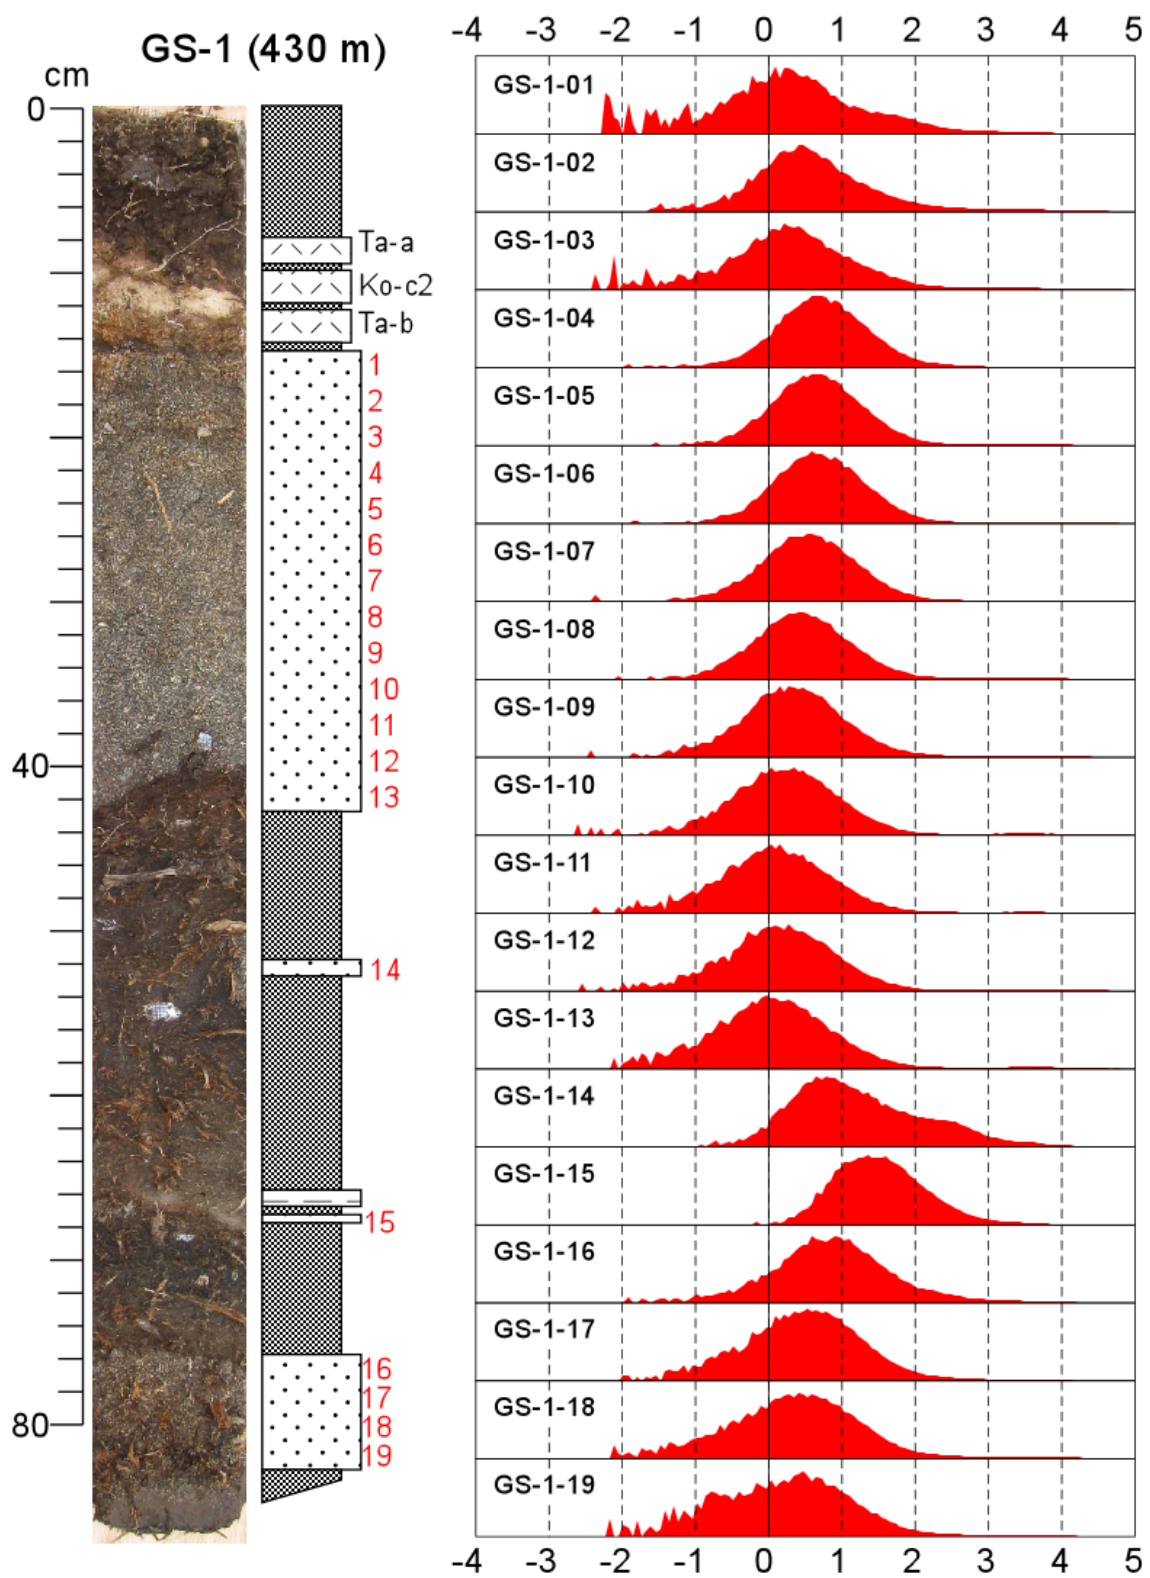 -4 -3 -2 -1 0 1 2 3 4 5
GS-1 (430 m)
cm
0
40
80
Ta-a
Ko-c2
Ta-b
1
2
3
4
5
6
7
8
9
10
11
12
13
14
15
16
17
18
19
GS-1-01
GS-1-02
GS-1-03
GS-1-04
GS-1-05
GS-1-06
GS-1-07
GS-1-08
GS-1-09
GS-1-10
GS-1-11
GS-1-12
GS-1-13
GS-1-14
GS-1-15
GS-1-16
GS-1-17
GS-1-18
GS-1-19
-4 -3 -2 -1 0 1 2 3 4 5